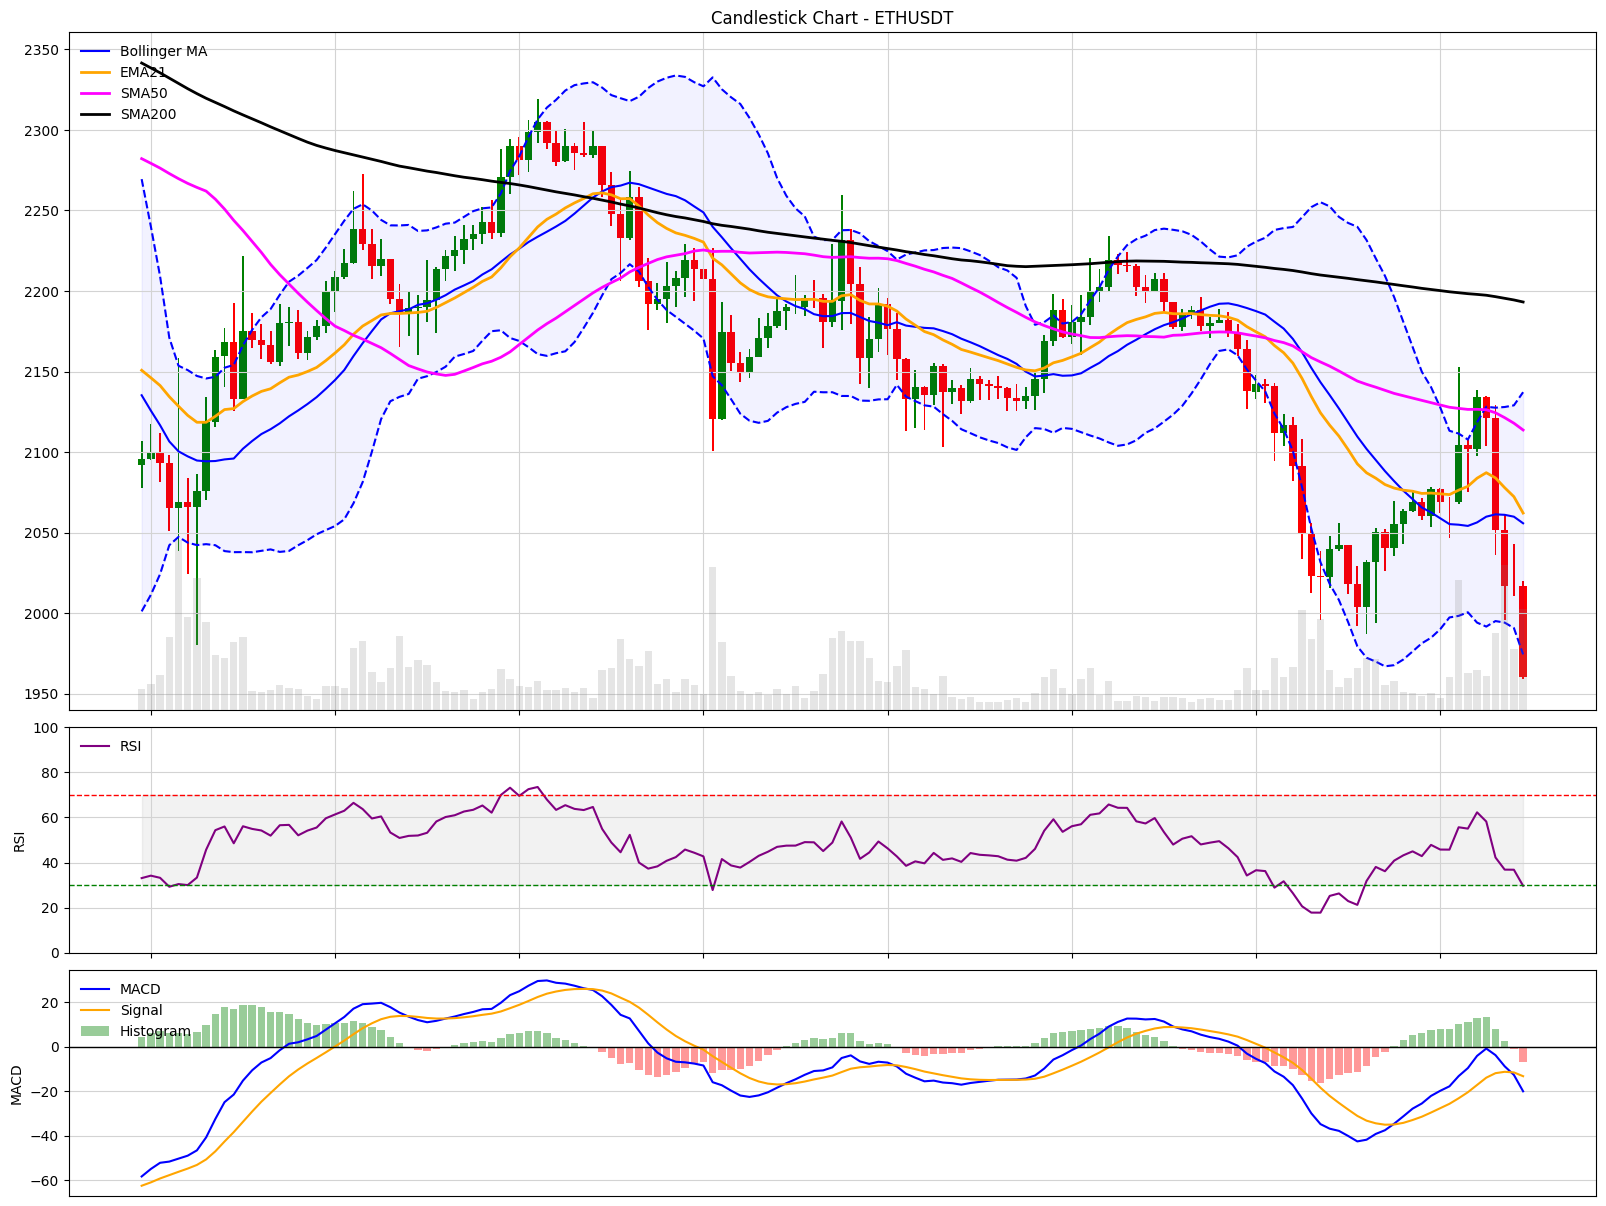 Candlestick Chart - ETHUSDT
2350
2300
2250
2200
2150
2100
2050
2000
1950
Bollinger MA
EMA21
SMA50
SMA200
100
80
60
40
20
0
RSI
RSI
20
0
−20
−40
−60
MACD
MACD
Signal
Histogram